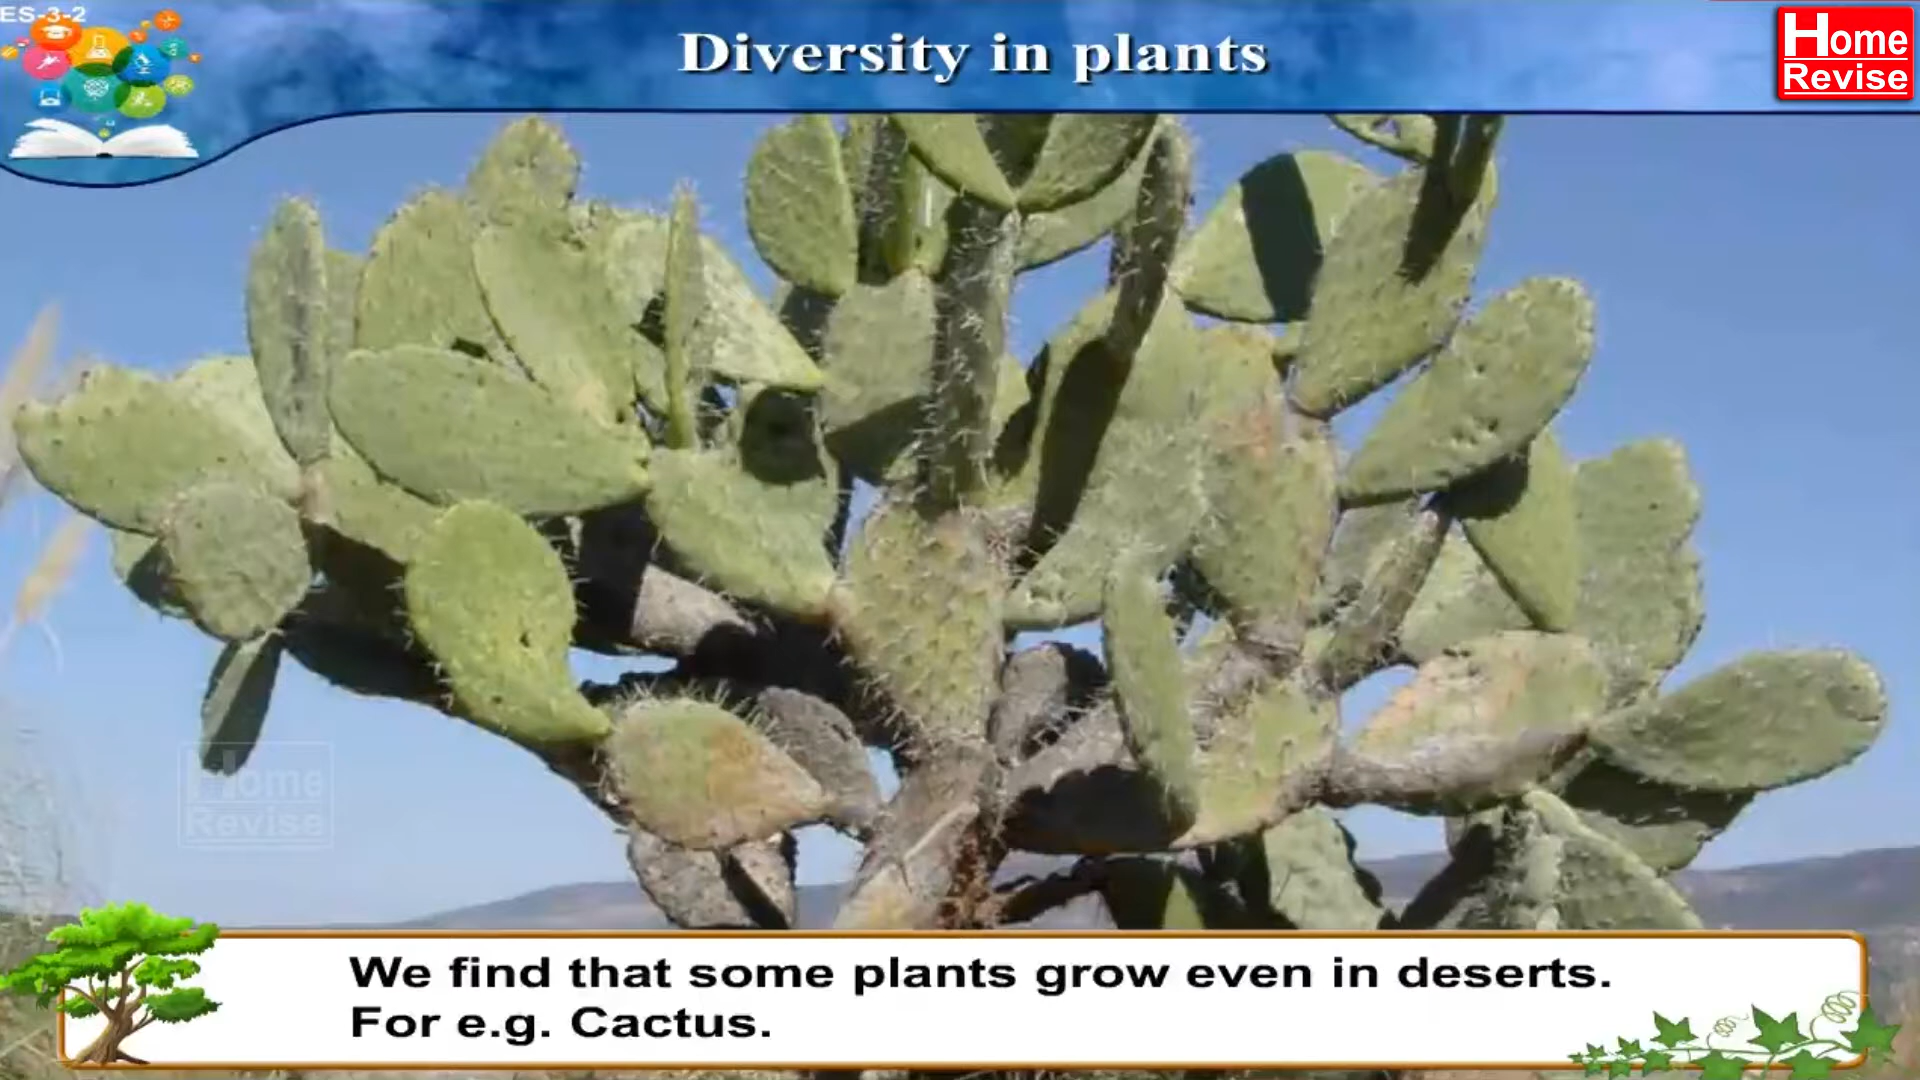 ES-3-2
Diversity in plants
Home
Revise
Home
Revise
We find that some plants grow even in deserts.
For e.g. Cactus.